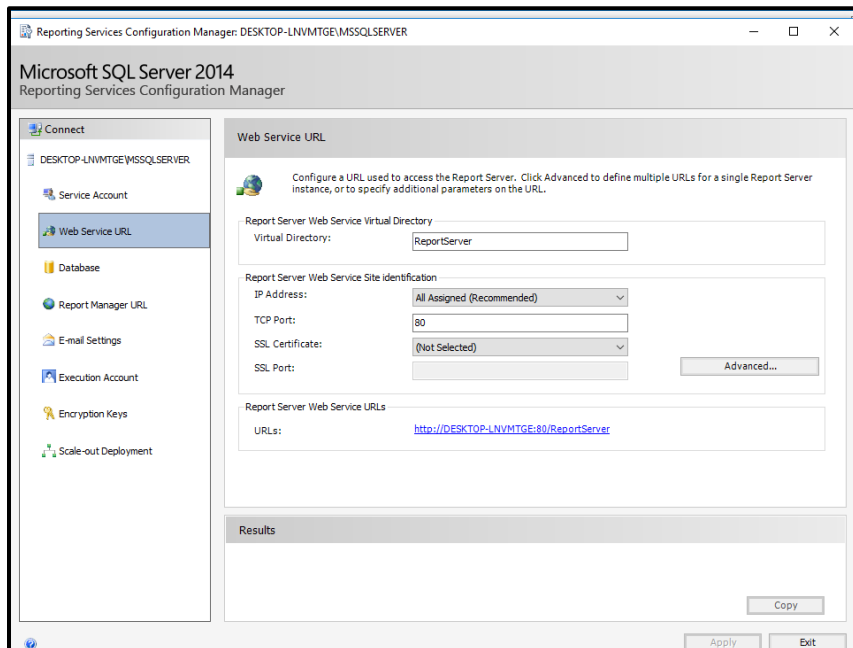 Reporting Services Configuration Manager: DESKTOP-LNVMTGE\MSSQLSERVER
Microsoft SQL Server 2014
Reporting Services Configuration Manager
Connect
DESKTOP-LNVMTGE\MSSQLSERVER
Service Account
Web Service URL
Database
Report Manager URL
E-mail Settings
Execution Account
Encryption Keys
Scale-out Deployment
Web Service URL
Configure a URL used to access the Report Server. Click Advanced to define multiple URLs for a single Report Server
instance, or to specify additional parameters on the URL.
Report Server Web Service Virtual Directory
Virtual Directory: ReportServer
Report Server Web Service Site identification
IP Address: All Assigned (Recommended)
TCP Port: 80
SSL Certificate: (Not Selected)
SSL Port:
Advanced...
Report Server Web Service URLs
URLs: http://DESKTOP-LNVMTGE:80/ReportServer
Results
Copy
Apply Exit